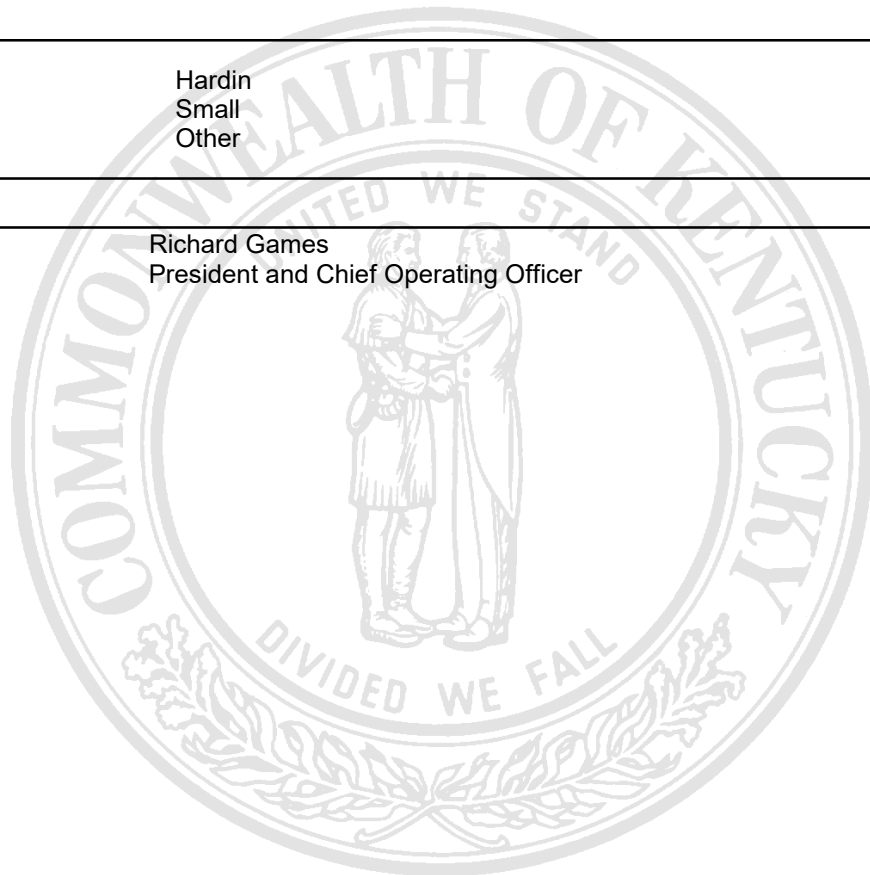 Hardin
Small
Other
Richard Games
President and Chief Operating Officer
COMMONWEALTH OF KENTUCKY
UNITED WE STAND
DIVIDED WE FALL